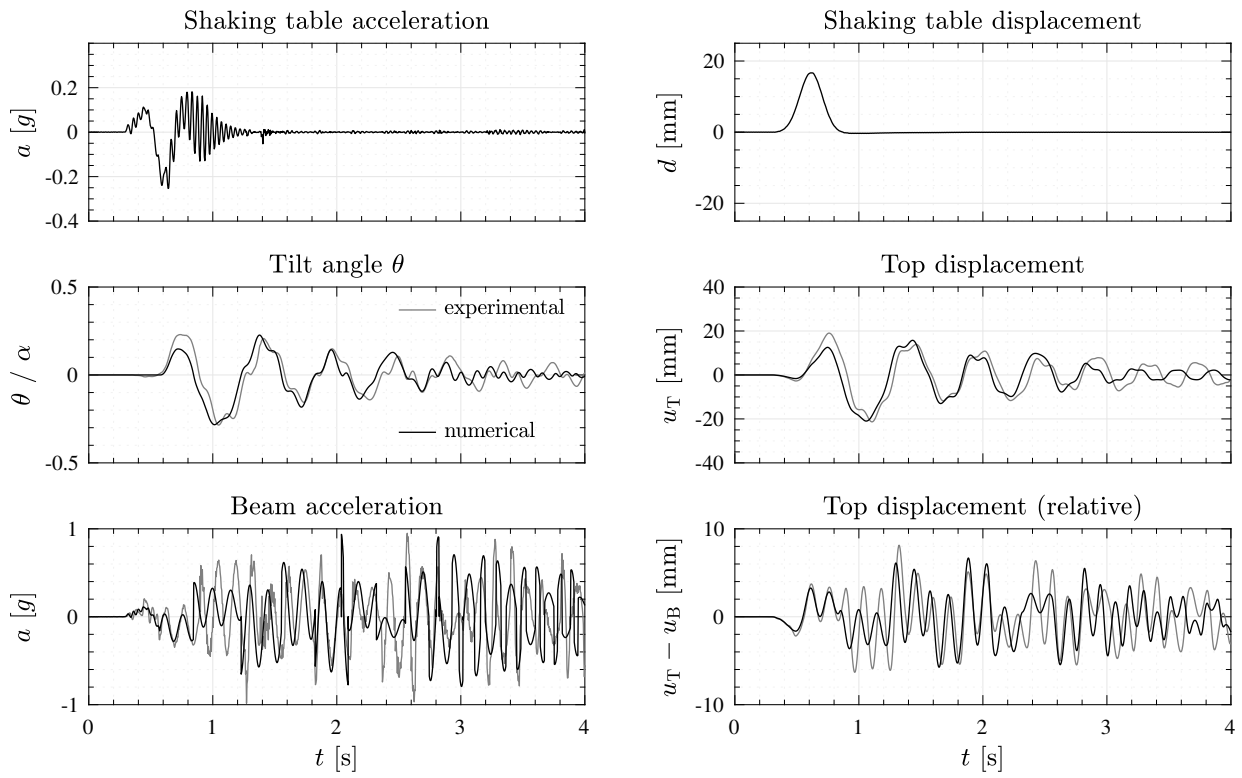 Shaking table acceleration
0.2
0
-0.2
-0.4
a [g]
Shaking table displacement
20
0
-20
d [mm]
Tilt angle θ
0.5
0
-0.5
θ / α
experimental
numerical
Top displacement
40
20
0
-20
-40
u_T [mm]
Beam acceleration
1
0
-1
a [g]
0 1 2 3 4
t [s]
Top displacement (relative)
10
0
-10
u_T − u_B [mm]
0 1 2 3 4
t [s]